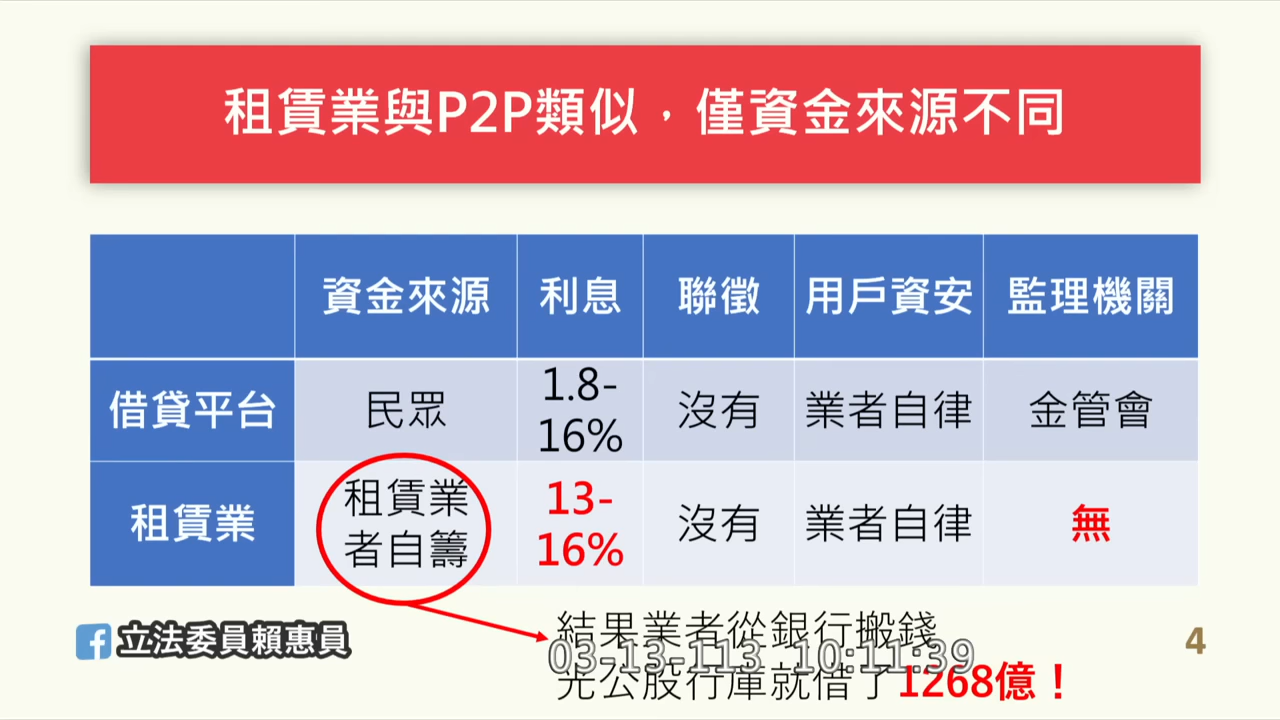 租賃業與P2P類似，僅資金來源不同
資金來源 利息 聯徵 用戶資安 監理機關
借貸平台 民眾 1.8-16% 沒有 業者自律 金管會
租賃業 租賃業者自籌 13-16% 沒有 業者自律 無
結果業者從銀行搬錢
03-13-113 10:11:39
光公股行庫就借了1268億！
f 立法委員賴惠員
4